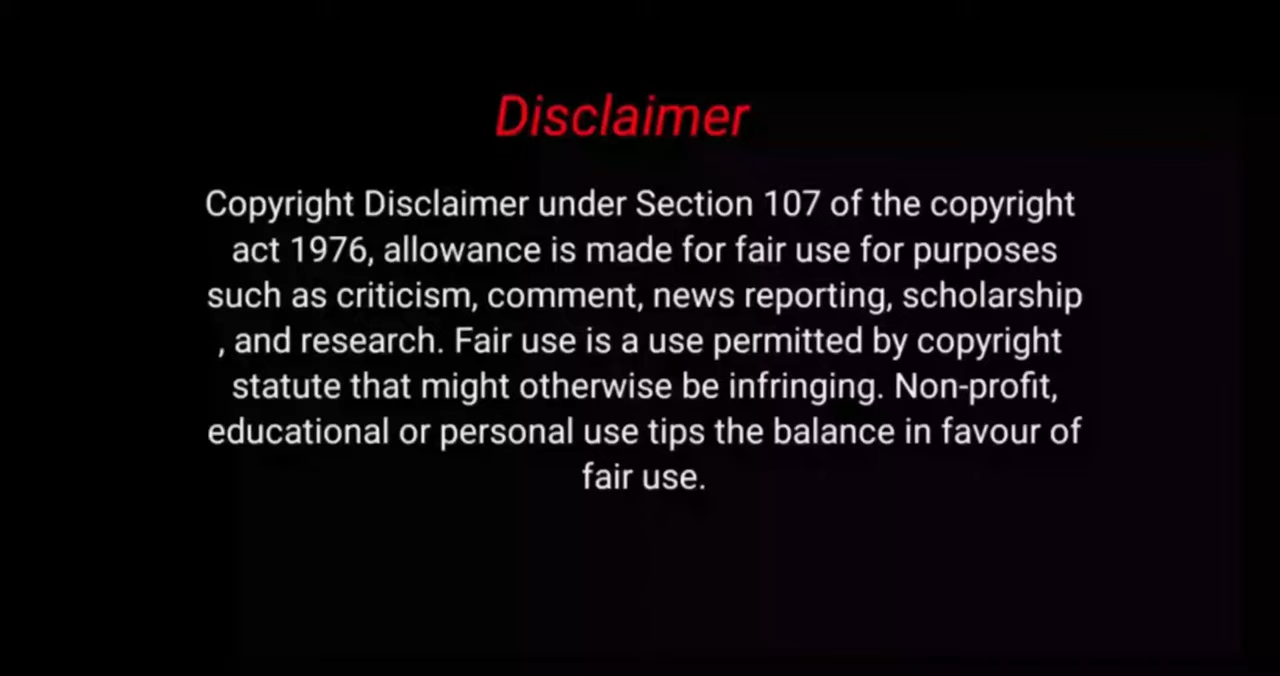 Disclaimer
Copyright Disclaimer under Section 107 of the copyright
act 1976, allowance is made for fair use for purposes
such as criticism, comment, news reporting, scholarship
, and research. Fair use is a use permitted by copyright
statute that might otherwise be infringing. Non-profit,
educational or personal use tips the balance in favour of
fair use.